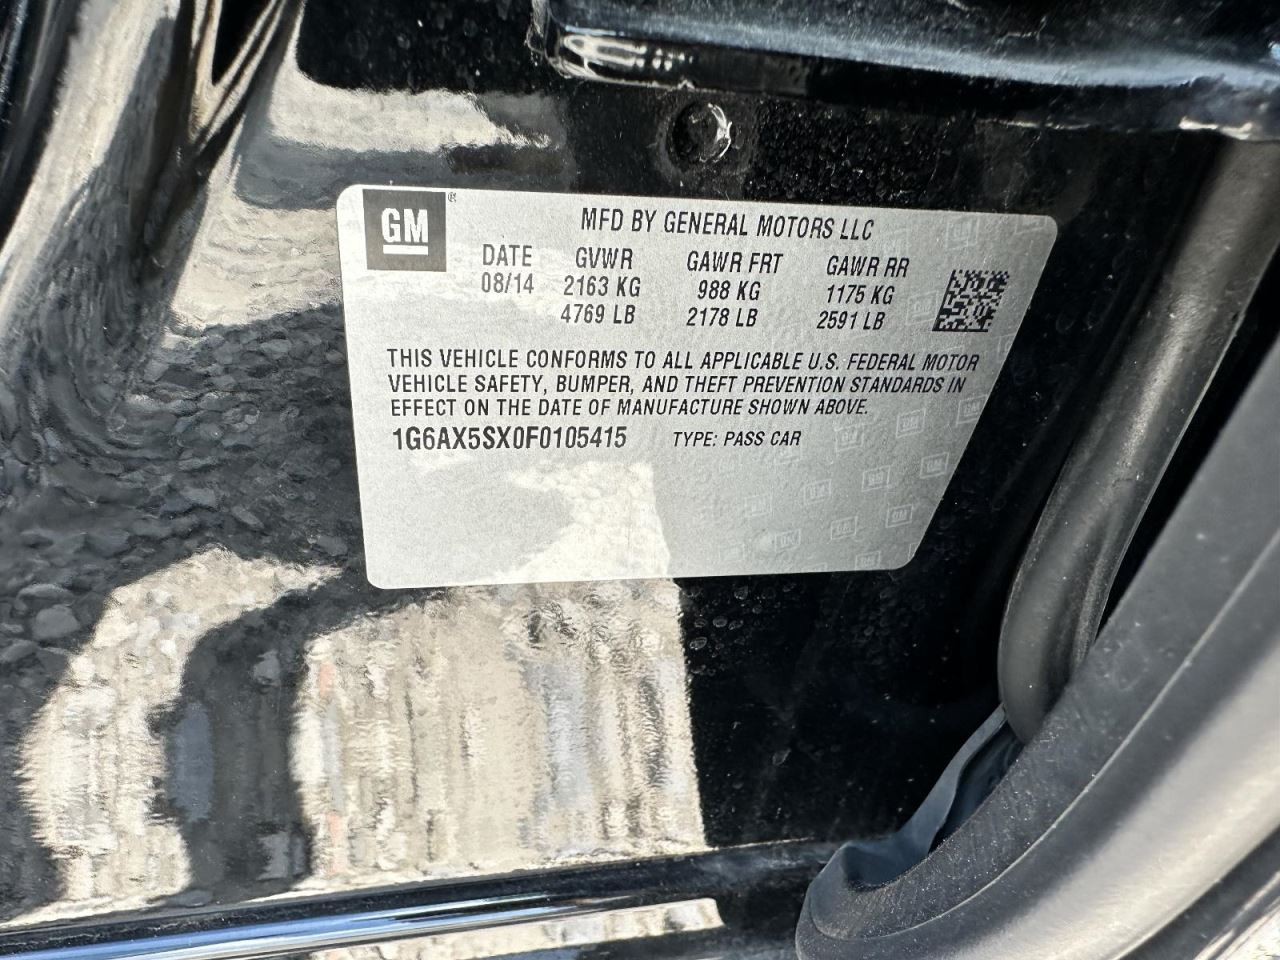 GM®
MFD BY GENERAL MOTORS LLC
DATE GVWR GAWR FRT GAWR RR
08/14 2163 KG 988 KG 1175 KG
4769 LB 2178 LB 2591 LB
THIS VEHICLE CONFORMS TO ALL APPLICABLE U.S. FEDERAL MOTOR
VEHICLE SAFETY, BUMPER, AND THEFT PREVENTION STANDARDS IN
EFFECT ON THE DATE OF MANUFACTURE SHOWN ABOVE.
1G6AX5SX0F0105415 TYPE: PASS CAR